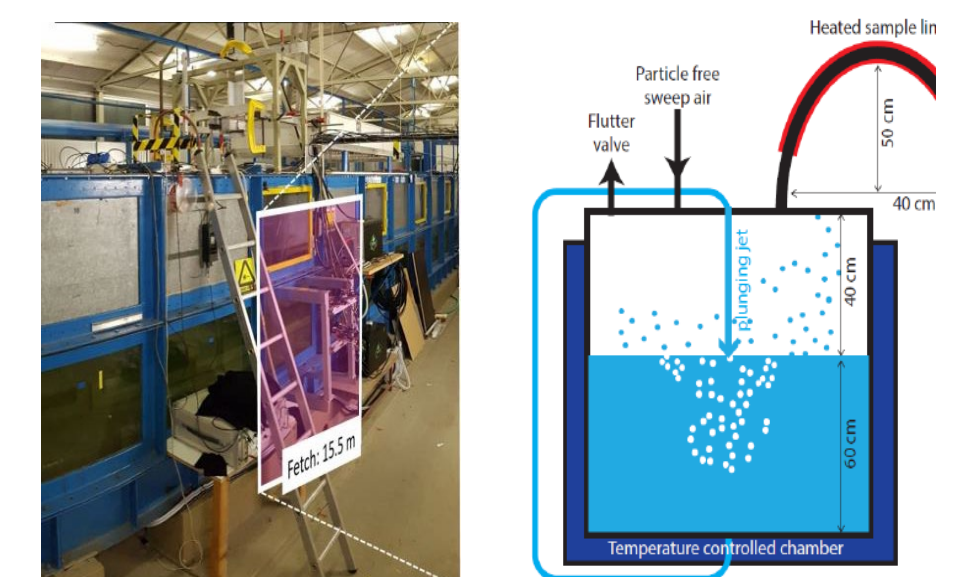 Fetch: 15.5 m
Heated sample lin
Particle free
sweep air
Flutter
valve
50 cm
40 cm
plunging jet
40 cm
60 cm
Temperature controlled chamber